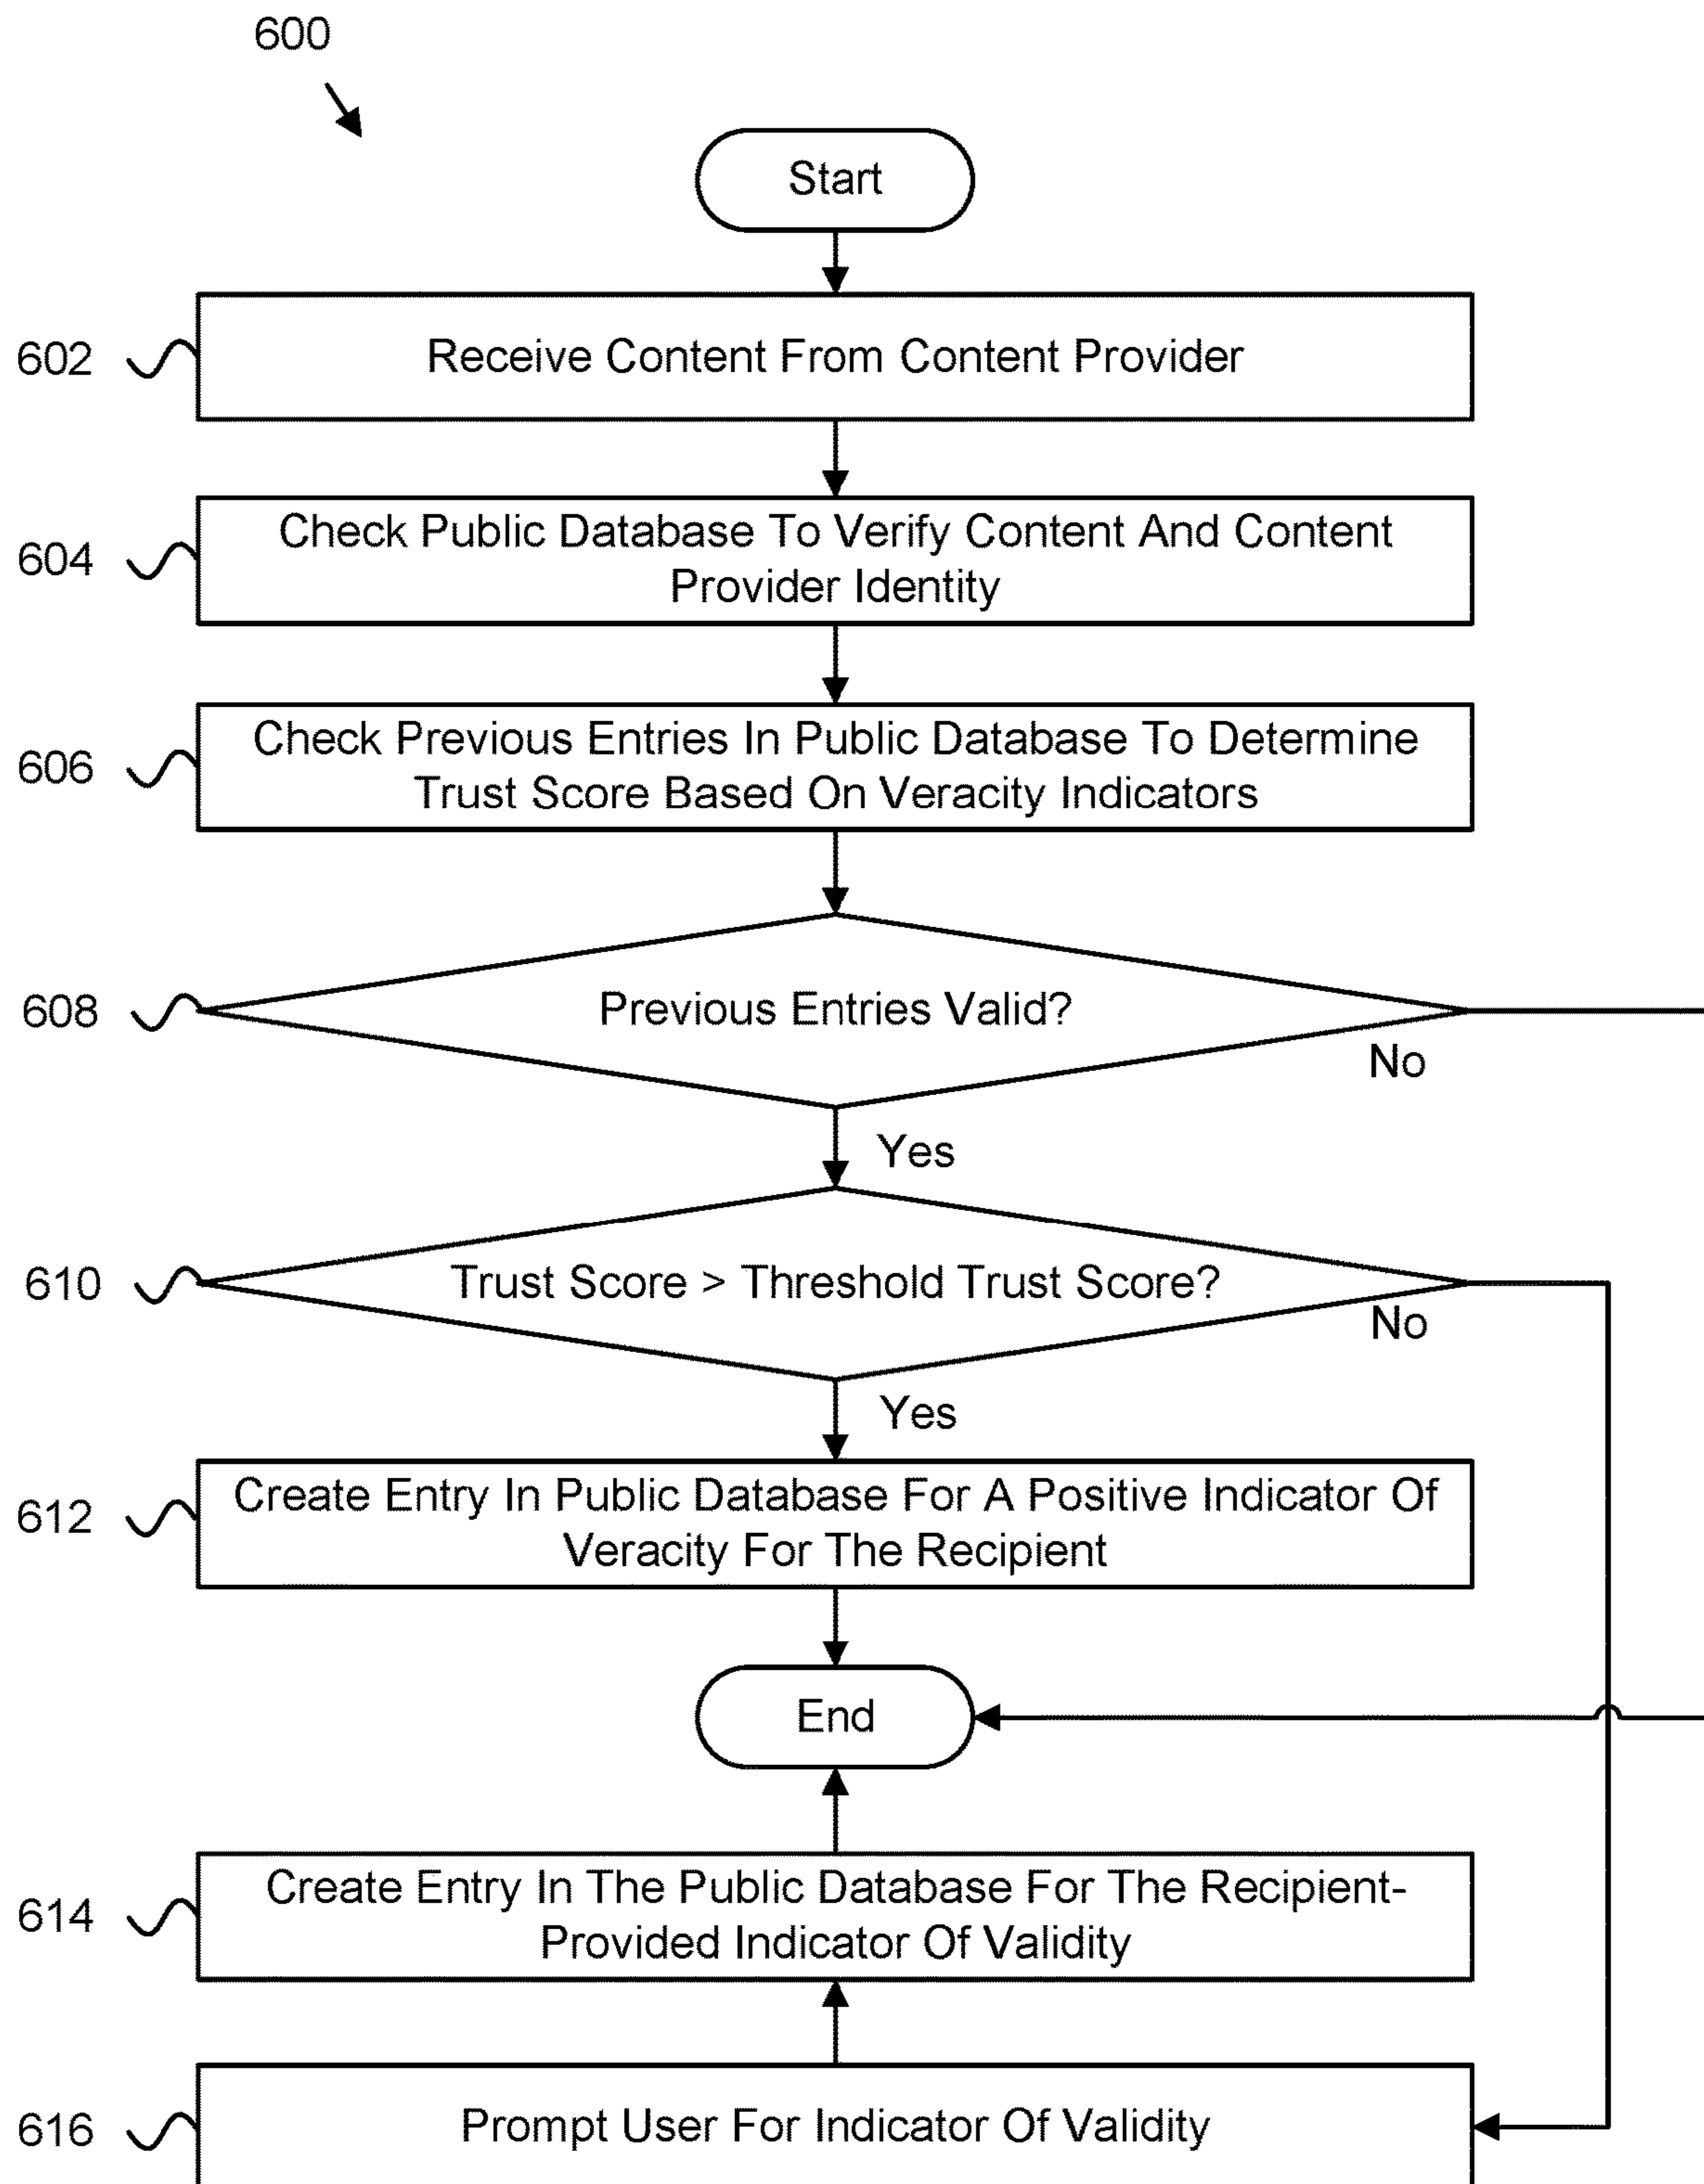 600
Start
602
Receive Content From Content Provider
604
Check Public Database To Verify Content And Content
Provider Identity
606
Check Previous Entries In Public Database To Determine
Trust Score Based On Veracity Indicators
608
Previous Entries Valid?
No
Yes
610
Trust Score > Threshold Trust Score?
No
Yes
612
Create Entry In Public Database For A Positive Indicator Of
Veracity For The Recipient
End
614
Create Entry In The Public Database For The Recipient-
Provided Indicator Of Validity
616
Prompt User For Indicator Of Validity